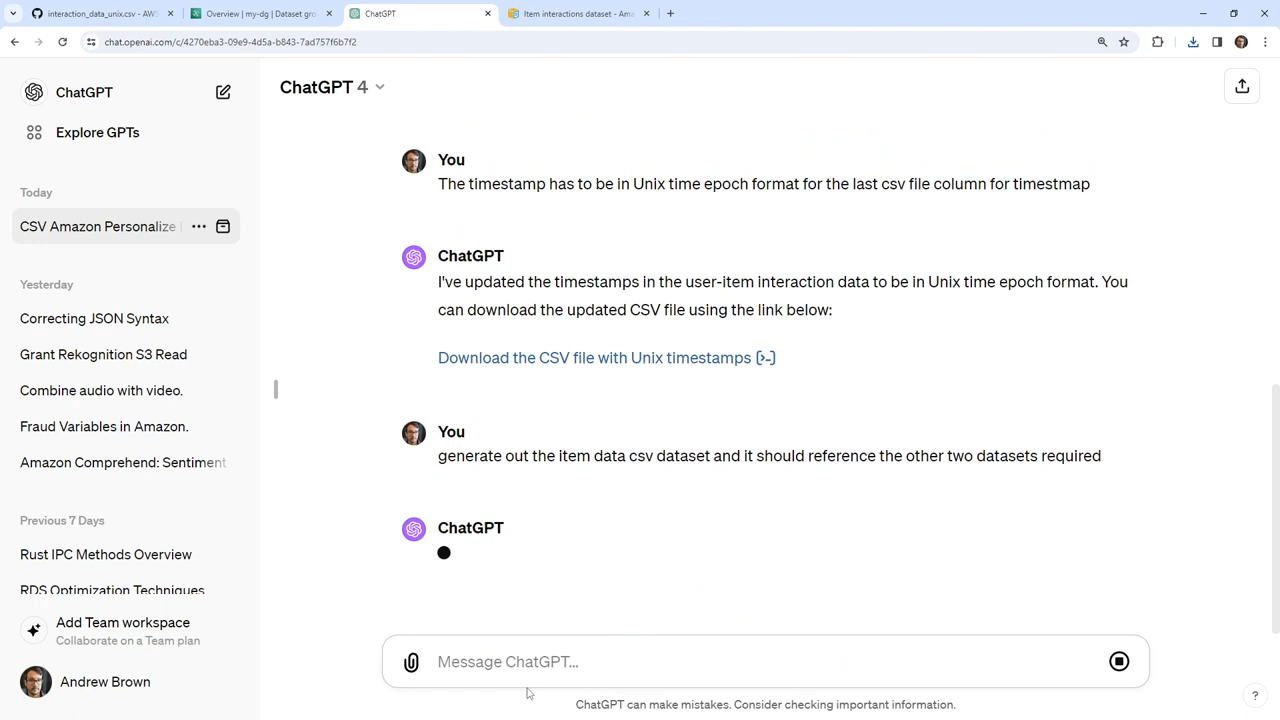 interaction_data_unix.csv - AWS
Overview | my-dg | Dataset gro
ChatGPT
Item interactions dataset - Ama
chat.openai.com/c/4270eba3-09e9-4d5a-b843-7ad757f6b7f2
ChatGPT
Explore GPTs
Today
CSV Amazon Personalize
Yesterday
Correcting JSON Syntax
Grant Rekognition S3 Read
Combine audio with video.
Fraud Variables in Amazon.
Amazon Comprehend: Sentiment
Previous 7 Days
Rust IPC Methods Overview
RDS Optimization Techniques
Add Team workspace
Collaborate on a Team plan
Andrew Brown
ChatGPT 4
You
The timestamp has to be in Unix time epoch format for the last csv file column for timestmap
ChatGPT
I've updated the timestamps in the user-item interaction data to be in Unix time epoch format. You
can download the updated CSV file using the link below:
Download the CSV file with Unix timestamps [>-]
You
generate out the item data csv dataset and it should reference the other two datasets required
ChatGPT
Message ChatGPT...
ChatGPT can make mistakes. Consider checking important information.
?